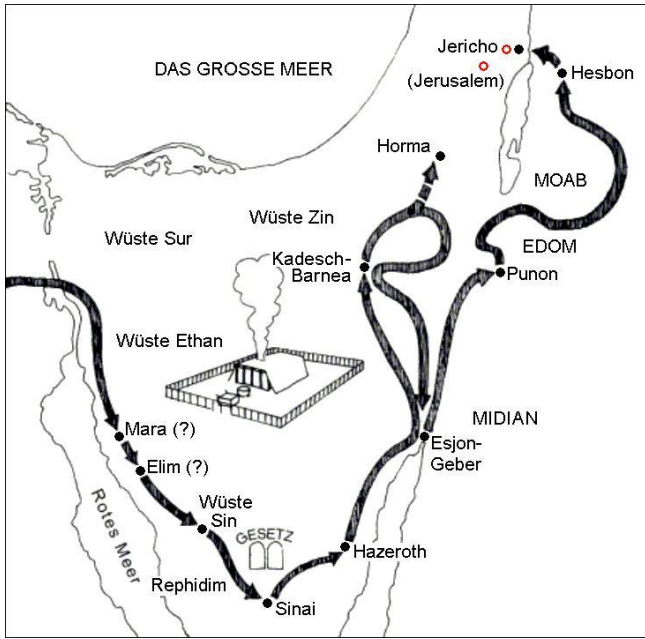 Jericho
DAS GROSSE MEER
Hesbon
(Jerusalem)
Horma
MOAB
Wüste Zin
Wüste Sur
EDOM
Kadesch-
Barnea
Punon
Wüste Ethan
MIDIAN
Mara (?)
Esjon-
Geber
Elim (?)
Rotes Meer
Wüste
Sin
GESETZ
Hazeroth
Rephidim
Sinai